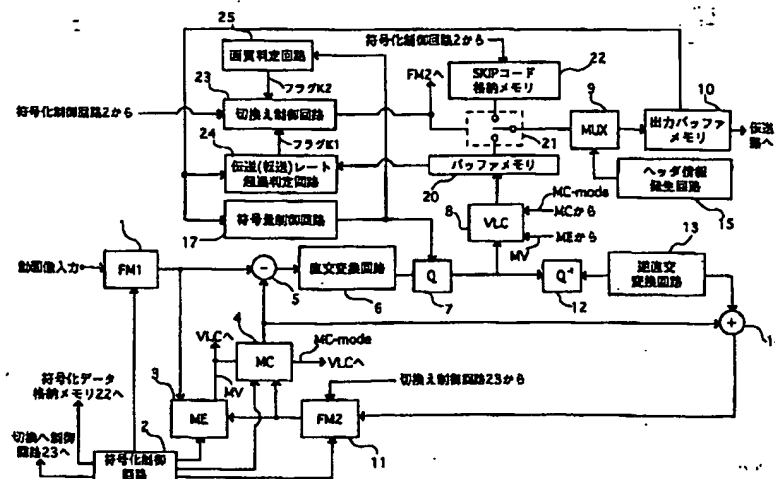 25
画質判定回路
符号化制御回路2から
22
23
フラグK2
FM2へ
SKIPコード
格納メモリ
9
10
符号化制御回路2から
切換え制御回路
MUX
出力バッファ
メモリ
伝送
路へ
24
フラグK1
21
伝送(転送)レート
超過判定回路
バッファメモリ
ヘッダ情報
発生回路
20
8
MC-mode
15
17
符号量制御回路
VLC
MCから
MEから
MV
13
1
動画像入力
FM1
5
直交変換回路
6
Q
7
Q⁻¹
12
逆直交
変換回路
4
VLCへ
MC
MC-mode
VLCへ
符号化データ
格納メモリ22へ
3
MV
切換え制御回路23から
ME
FM2
切換へ制御
回路23へ
2
11
符号化制御
回路